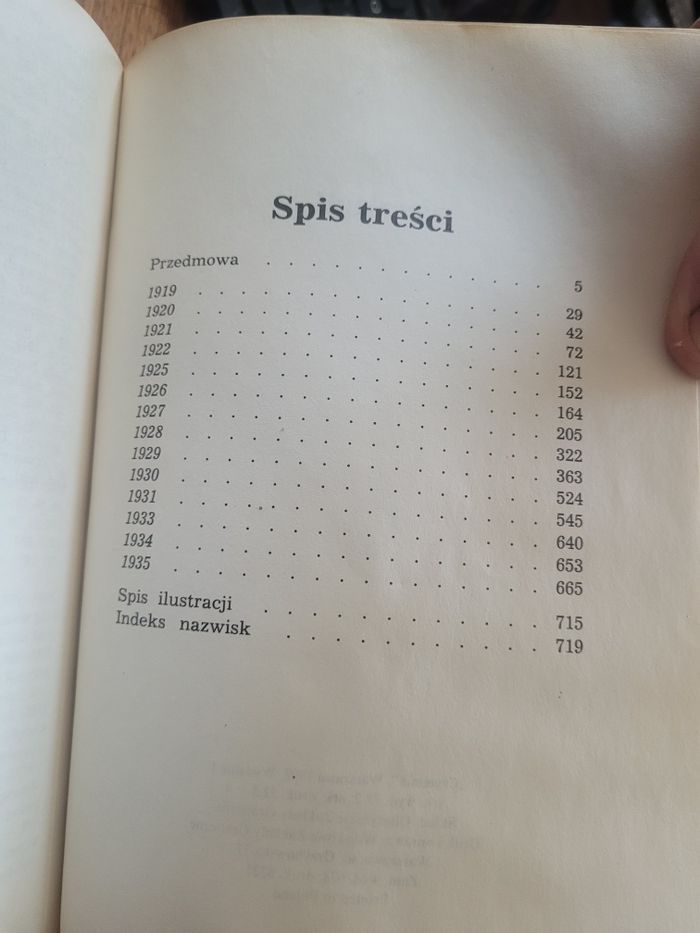 Spis treści
Przedmowa . . . . . . . . . . . . . 5
1919 . . . . . . . . . . . . . . . . 29
1920 . . . . . . . . . . . . . . . . 42
1921 . . . . . . . . . . . . . . . . 72
1922 . . . . . . . . . . . . . . . . 121
1925 . . . . . . . . . . . . . . . . 152
1926 . . . . . . . . . . . . . . . . 164
1927 . . . . . . . . . . . . . . . . 205
1928 . . . . . . . . . . . . . . . . 322
1929 . . . . . . . . . . . . . . . . 363
1930 . . . . . . . . . . . . . . . . 524
1931 . . . . . . . . . . . . . . . . 545
1933 . . . . . . . . . . . . . . . . 640
1934 . . . . . . . . . . . . . . . . 653
1935 . . . . . . . . . . . . . . . . 665
Spis ilustracji . . . . . . . . . . . . . 715
Indeks nazwisk . . . . . . . . . . . . 719